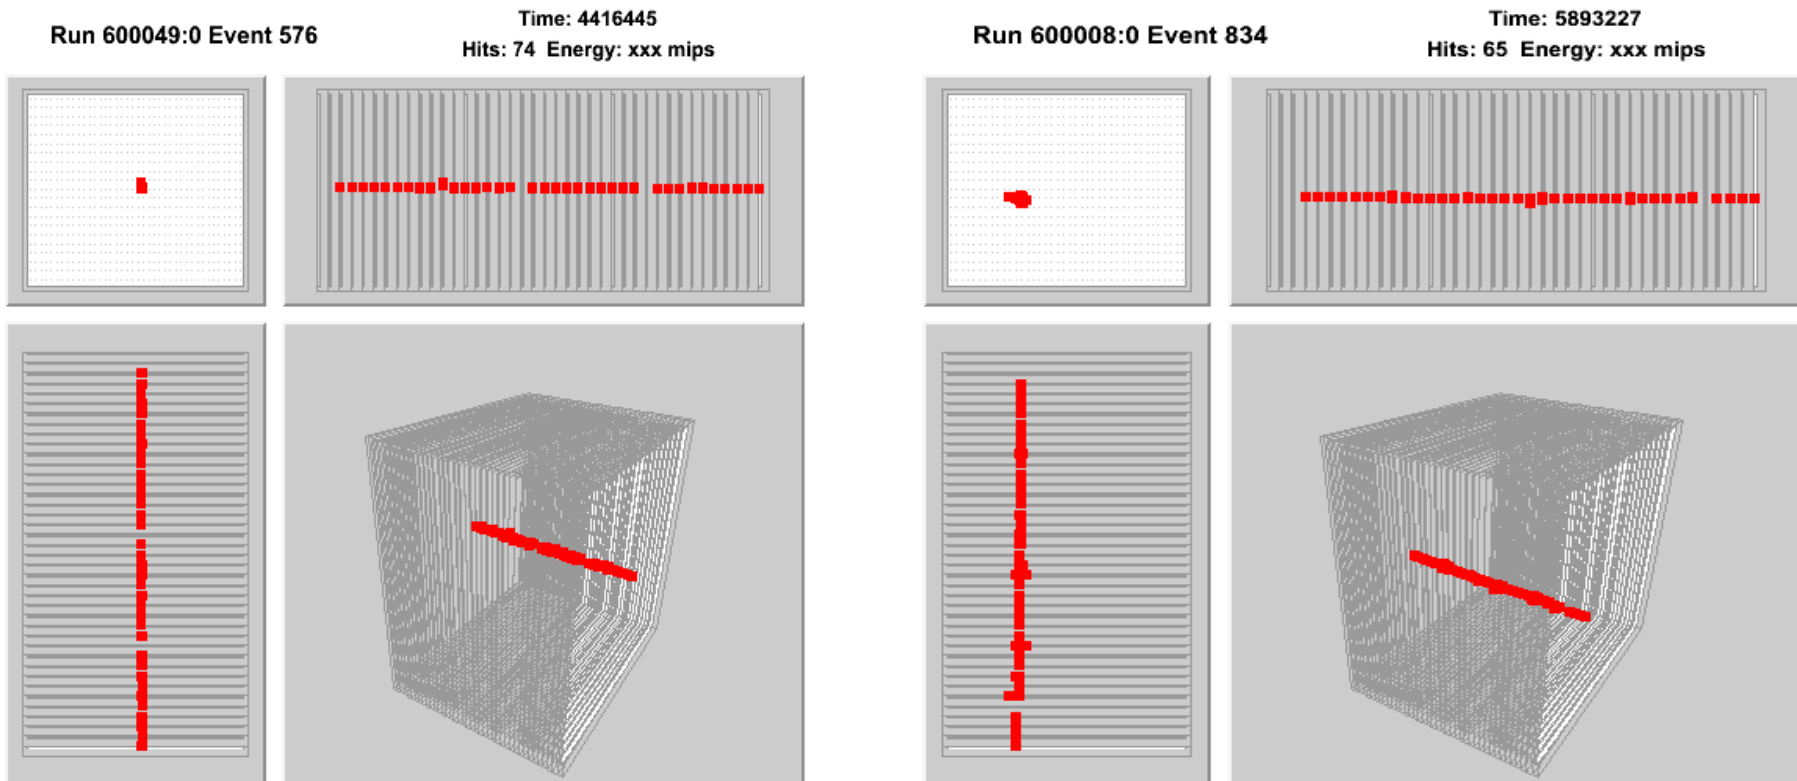 Run 600049:0 Event 576
Time: 4416445
Hits: 74 Energy: xxx mips
Run 600008:0 Event 834
Time: 5893227
Hits: 65 Energy: xxx mips